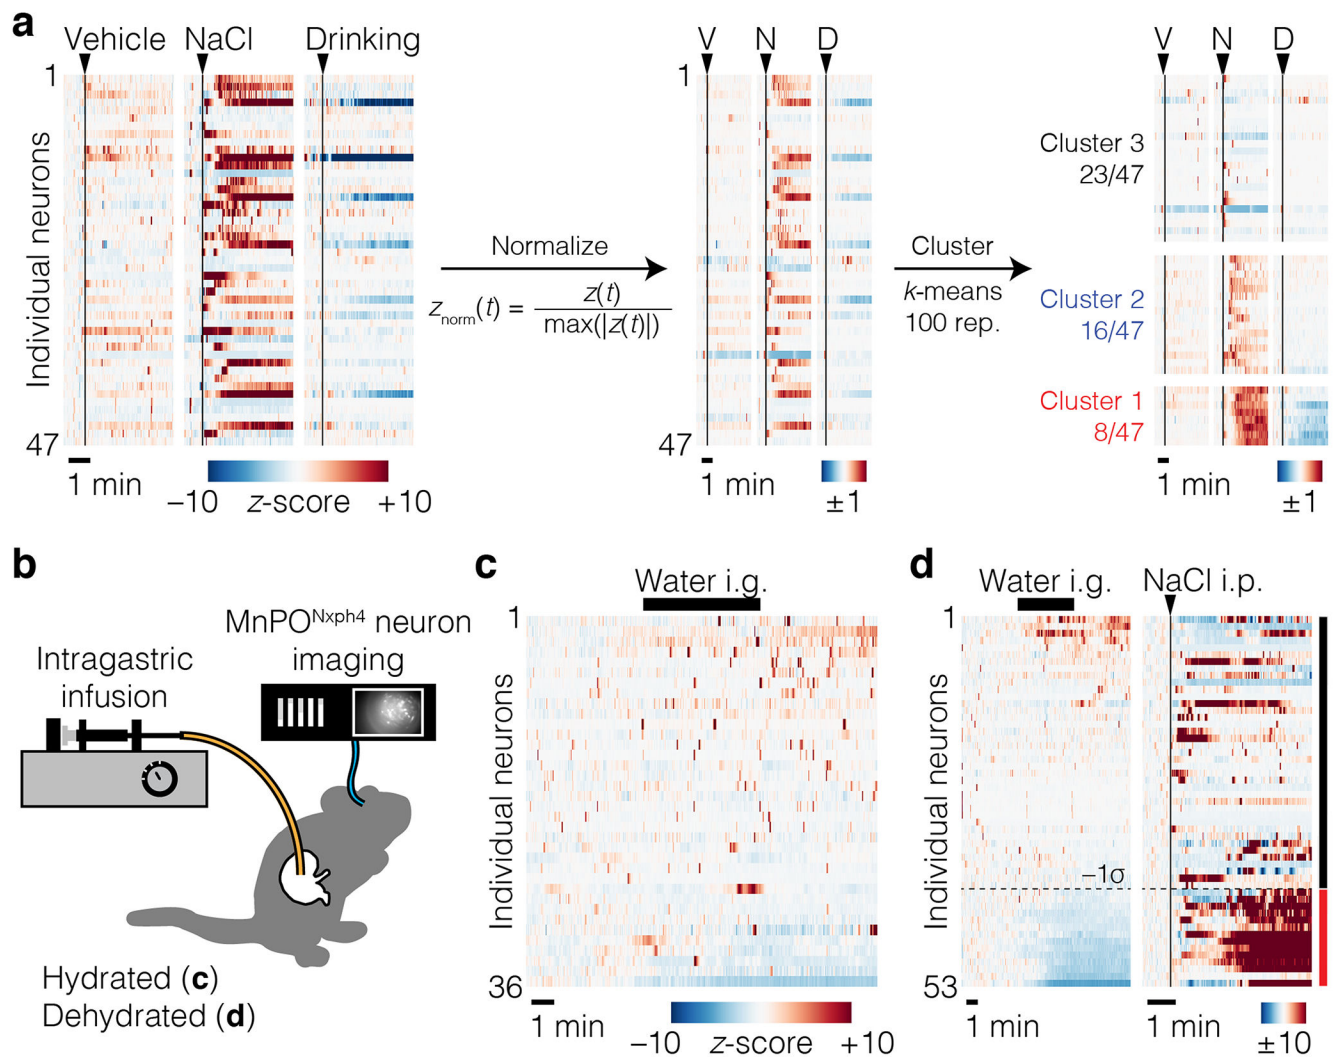 a
Vehicle NaCl Drinking
1
Individual neurons
47
1 min
−10 z-score +10
Normalize
z_norm(t) = z(t) / max(|z(t)|)
V N D
1
47
1 min
±1
Cluster
k-means
100 rep.
V N D
Cluster 3
23/47
Cluster 2
16/47
Cluster 1
8/47
1 min
±1
b
MnPO^Nxph4 neuron
imaging
Intragastric
infusion
Hydrated (c)
Dehydrated (d)
c
Water i.g.
1
Individual neurons
36
1 min
−10 z-score +10
d
Water i.g. NaCl i.p.
1
Individual neurons
−1σ
53
1 min
1 min
±10